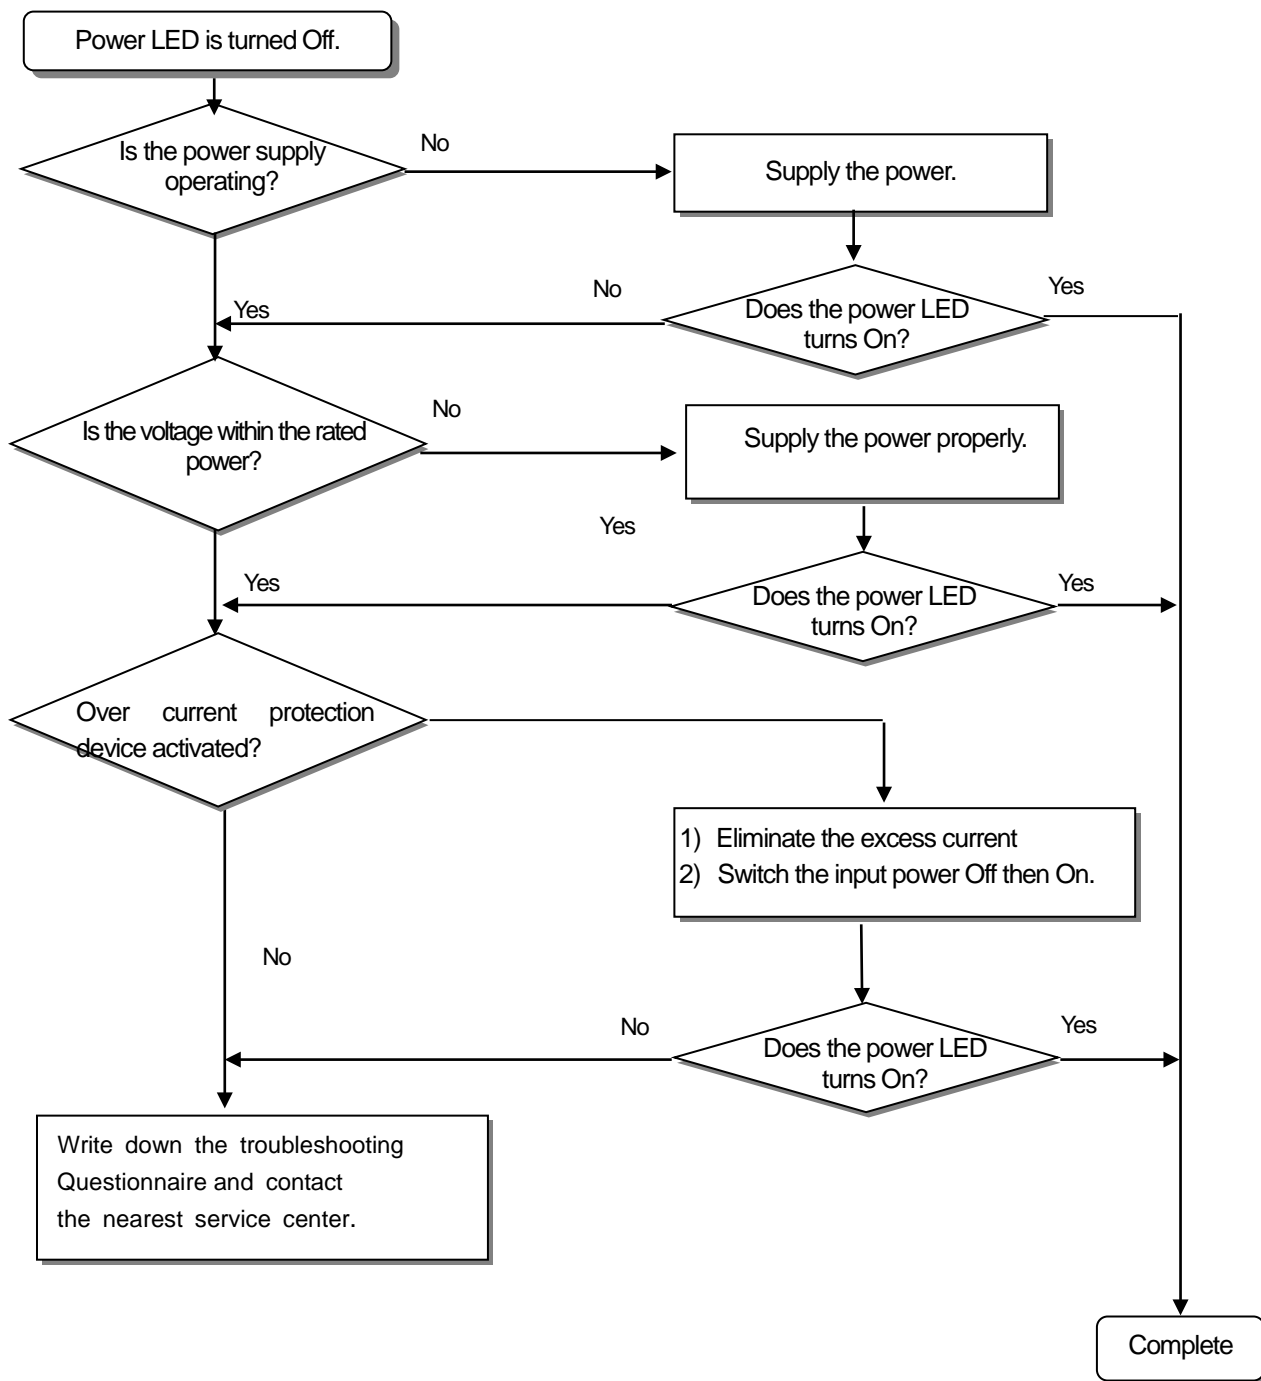 Power LED is turned Off.
Is the power supply
operating?
No
Supply the power.
Yes
No
Does the power LED
turns On?
Yes
Is the voltage within the rated
power?
No
Supply the power properly.
Yes
Yes
Does the power LED
turns On?
Yes
Over current protection
device activated?
1) Eliminate the excess current
2) Switch the input power Off then On.
No
No
Does the power LED
turns On?
Yes
Write down the troubleshooting
Questionnaire and contact
the nearest service center.
Complete